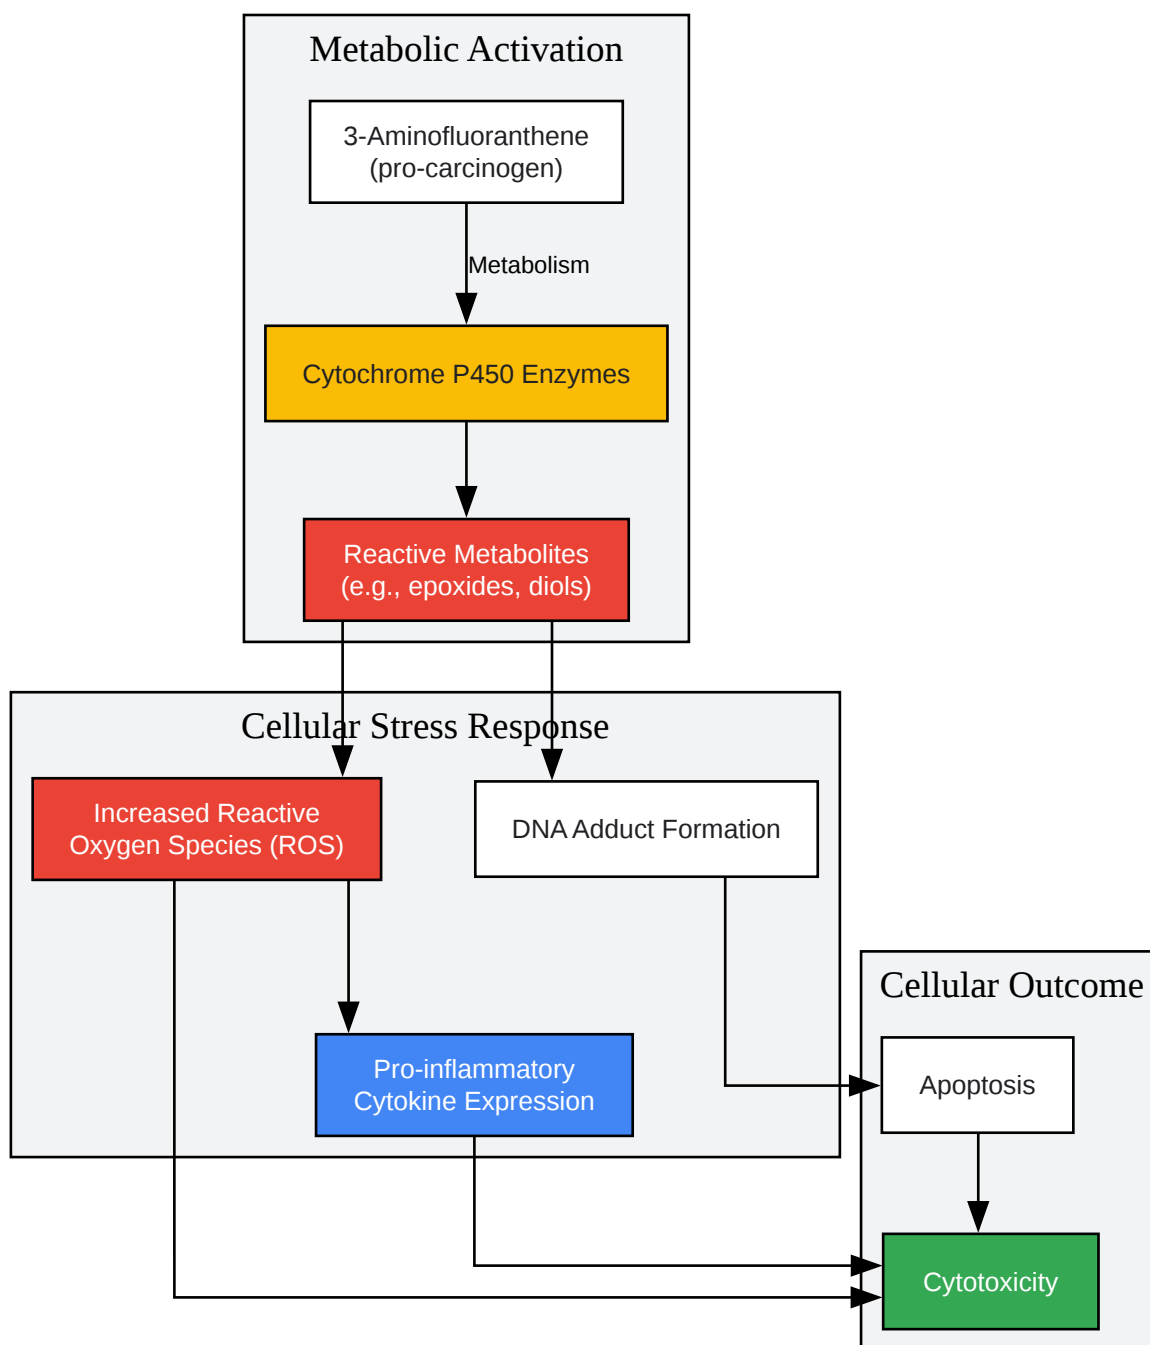 Metabolic Activation
3-Aminofluoranthene
(pro-carcinogen)
Metabolism
Cytochrome P450 Enzymes
Reactive Metabolites
(e.g., epoxides, diols)
Cellular Stress Response
Increased Reactive
Oxygen Species (ROS)
DNA Adduct Formation
Pro-inflammatory
Cytokine Expression
Cellular Outcome
Apoptosis
Cytotoxicity